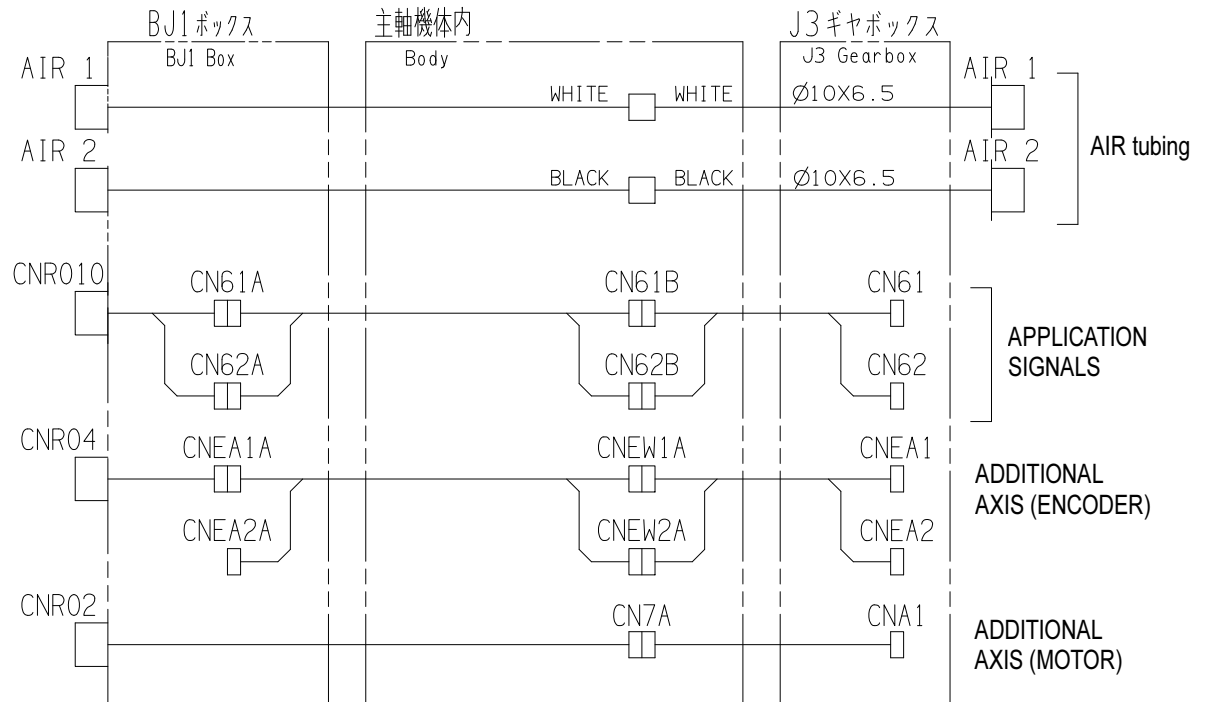 BJ1ボックス 主軸機体内 J3ギヤボックス
BJ1 Box Body J3 Gearbox
AIR 1 AIR 1
WHITE WHITE Ø10X6.5
AIR 2 AIR 2
AIR tubing
BLACK BLACK Ø10X6.5
CNR010 CN61A CN61B CN61
APPLICATION
SIGNALS
CN62A CN62B CN62
CNR04 CNEA1A CNEW1A CNEA1
ADDITIONAL
AXIS (ENCODER)
CNEA2A CNEW2A CNEA2
CNR02 CN7A CNA1
ADDITIONAL
AXIS (MOTOR)